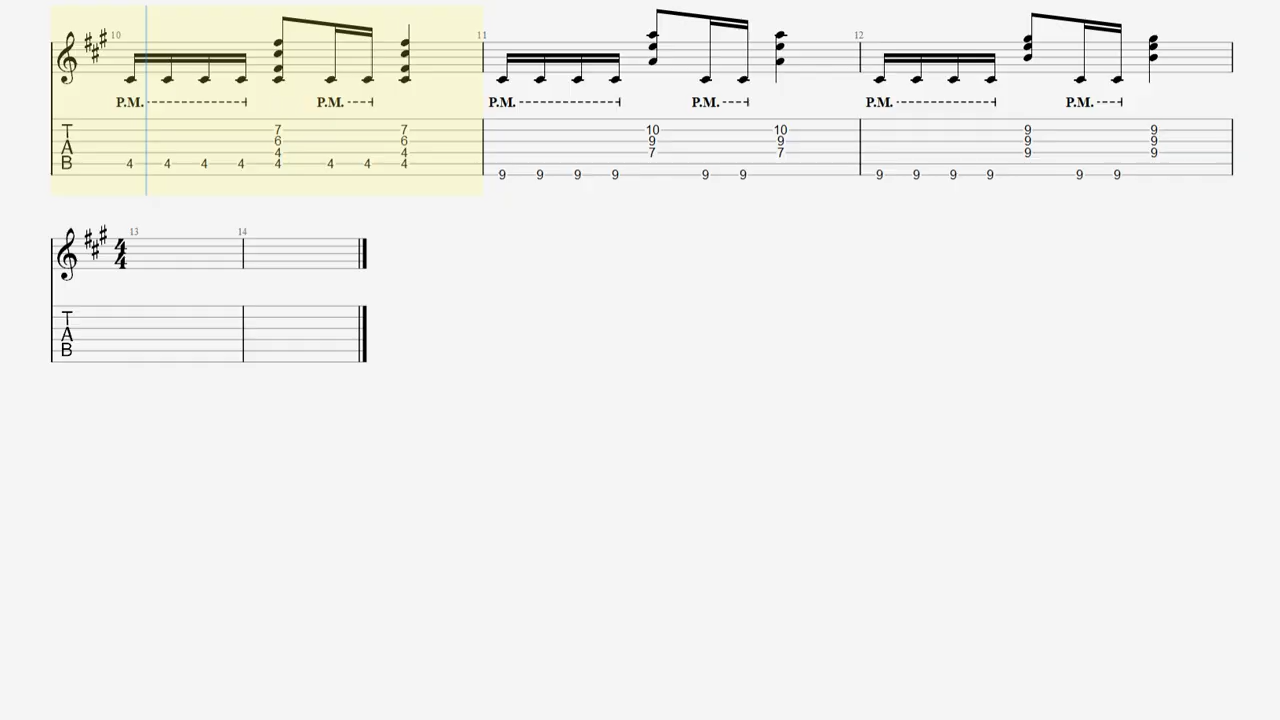 10 11 12
P.M. P.M. P.M. P.M. P.M. P.M.
7 7 10 10 9 9
T 6 6 9 9 9 9
A 4 4 7 7 9 9
B 4 4 4 4 4 4 4 4
9 9 9 9 9 9 9 9 9 9 9 9
13 14
4
4
T
A
B